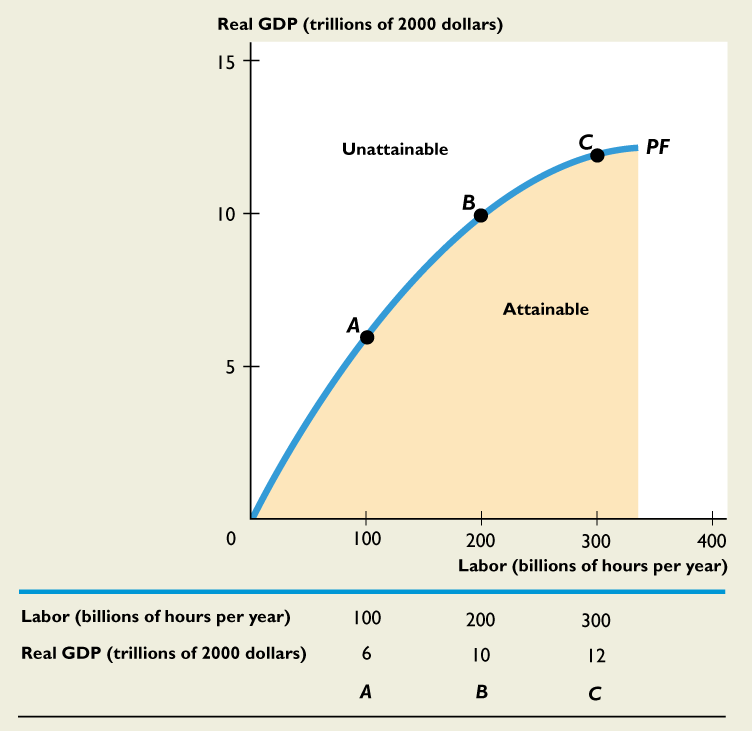 Real GDP (trillions of 2000 dollars)
15
C
PF
Unattainable
B
10
Attainable
A
5
0
100
200
300
400
Labor (billions of hours per year)
Labor (billions of hours per year) 100 200 300
Real GDP (trillions of 2000 dollars) 6 10 12
A B C